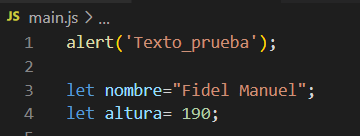 JS main.js > ...
1 alert('Texto_prueba');
2
3 let nombre="Fidel Manuel";
4 let altura= 190;